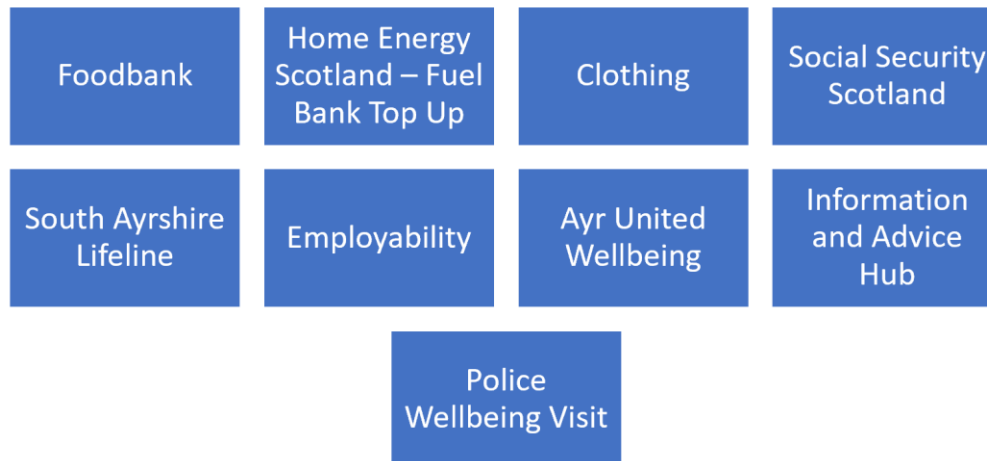 Foodbank
Home Energy
Scotland – Fuel
Bank Top Up
Clothing
Social Security
Scotland
South Ayrshire
Lifeline
Employability
Ayr United
Wellbeing
Information
and Advice
Hub
Police
Wellbeing Visit